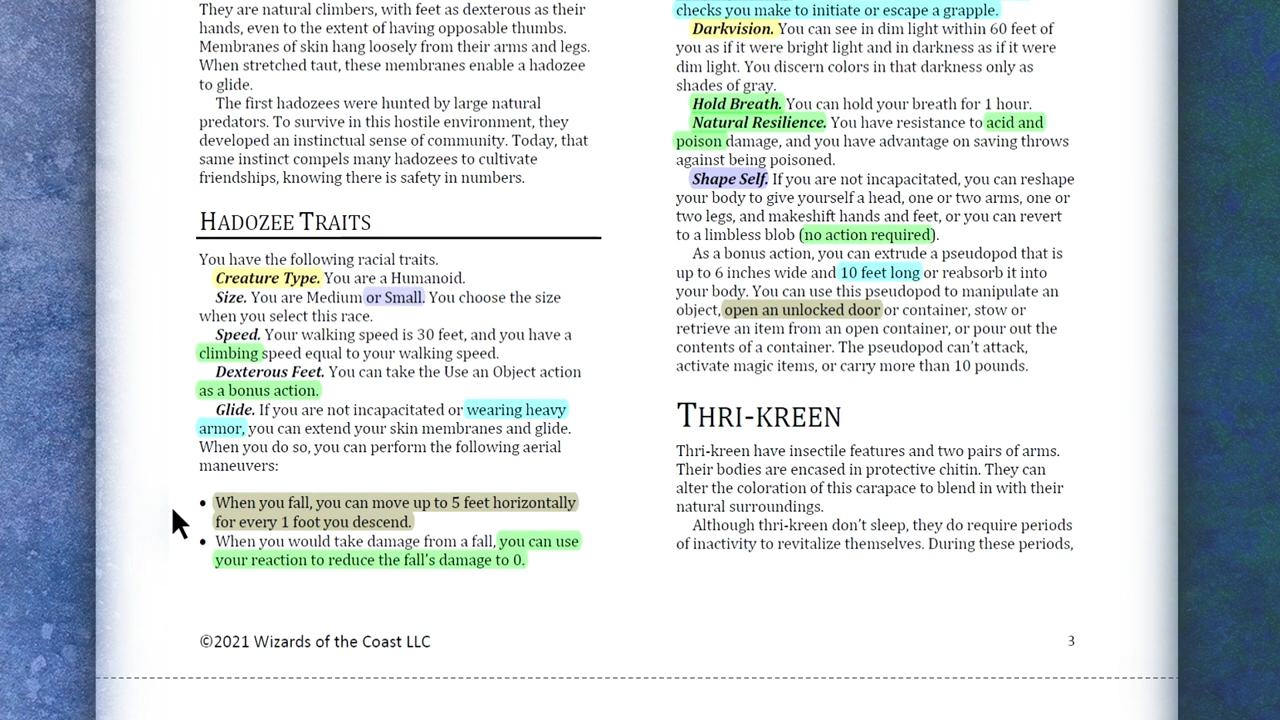 They are natural climbers, with feet as dexterous as their
hands, even to the extent of having opposable thumbs.
Membranes of skin hang loosely from their arms and legs.
When stretched taut, these membranes enable a hadozee
to glide.
The first hadozees were hunted by large natural
predators. To survive in this hostile environment, they
developed an instinctual sense of community. Today, that
same instinct compels many hadozees to cultivate
friendships, knowing there is safety in numbers.
HADOZEE TRAITS
You have the following racial traits.
Creature Type. You are a Humanoid.
Size. You are Medium or Small. You choose the size
when you select this race.
Speed. Your walking speed is 30 feet, and you have a
climbing speed equal to your walking speed.
Dexterous Feet. You can take the Use an Object action
as a bonus action.
Glide. If you are not incapacitated or wearing heavy
armor, you can extend your skin membranes and glide.
When you do so, you can perform the following aerial
maneuvers:
• When you fall, you can move up to 5 feet horizontally
for every 1 foot you descend.
• When you would take damage from a fall, you can use
your reaction to reduce the fall's damage to 0.
checks you make to initiate or escape a grapple.
Darkvision. You can see in dim light within 60 feet of
you as if it were bright light and in darkness as if it were
dim light. You discern colors in that darkness only as
shades of gray.
Hold Breath. You can hold your breath for 1 hour.
Natural Resilience. You have resistance to acid and
poison damage, and you have advantage on saving throws
against being poisoned.
Shape Self. If you are not incapacitated, you can reshape
your body to give yourself a head, one or two arms, one or
two legs, and makeshift hands and feet, or you can revert
to a limbless blob (no action required).
As a bonus action, you can extrude a pseudopod that is
up to 6 inches wide and 10 feet long or reabsorb it into
your body. You can use this pseudopod to manipulate an
object, open an unlocked door or container, stow or
retrieve an item from an open container, or pour out the
contents of a container. The pseudopod can't attack,
activate magic items, or carry more than 10 pounds.
THRI-KREEN
Thri-kreen have insectile features and two pairs of arms.
Their bodies are encased in protective chitin. They can
alter the coloration of this carapace to blend in with their
natural surroundings.
Although thri-kreen don't sleep, they do require periods
of inactivity to revitalize themselves. During these periods,
©2021 Wizards of the Coast LLC
3